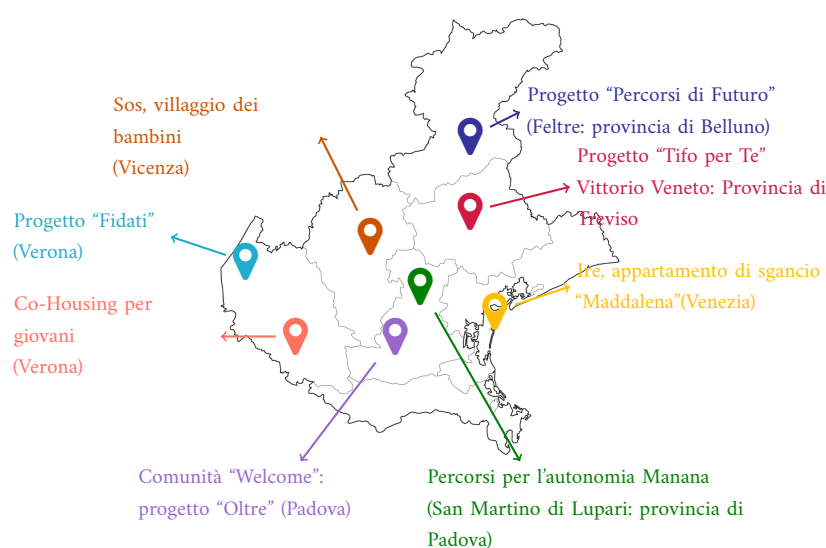 Progetto “Percorsi di Futuro”
(Feltre: provincia di Belluno)
Sos, villaggio dei
bambini
(Vicenza)
Progetto “Tifo per Te”
Vittorio Veneto: Provincia di
Treviso
Progetto “Fidati”
(Verona)
Ire, appartamento di sgancio
“Maddalena”(Venezia)
Co-Housing per
giovani
(Verona)
Comunità “Welcome”:
progetto “Oltre” (Padova)
Percorsi per l’autonomia Manana
(San Martino di Lupari: provincia di
Padova)